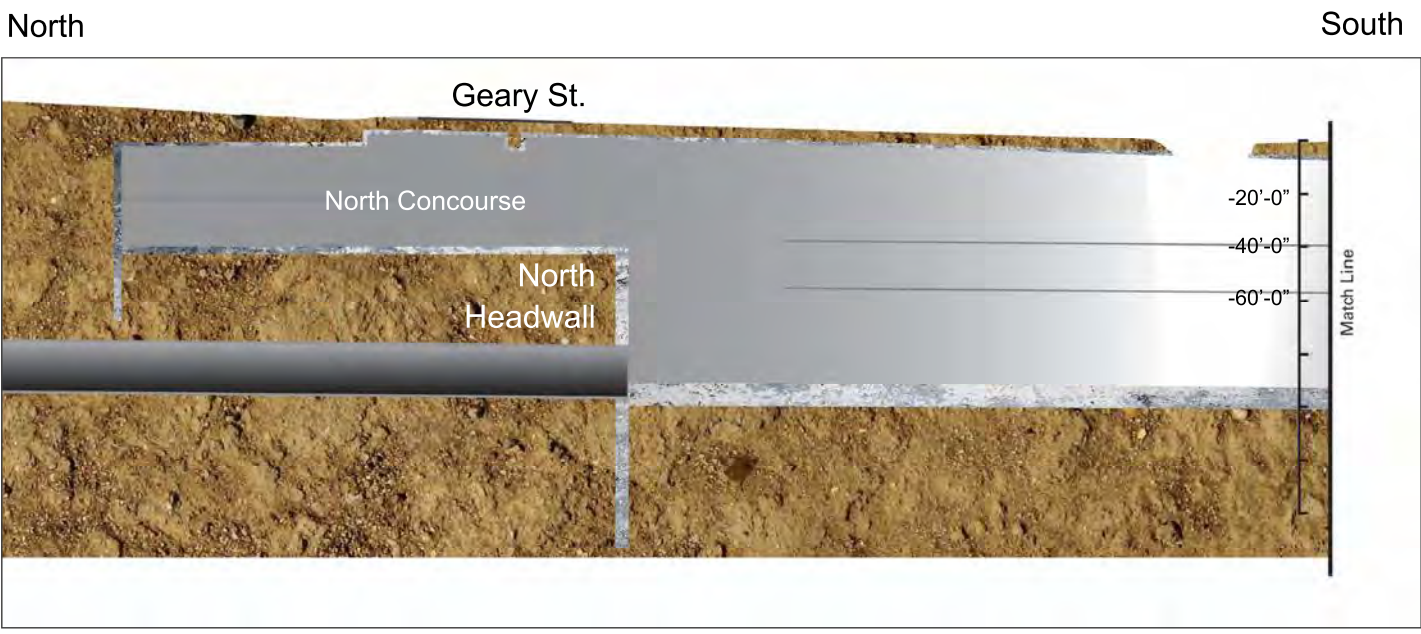 North
South
Geary St.
North Concourse
-20’-0”
-40’-0”
North
Headwall
-60’-0”
Match Line